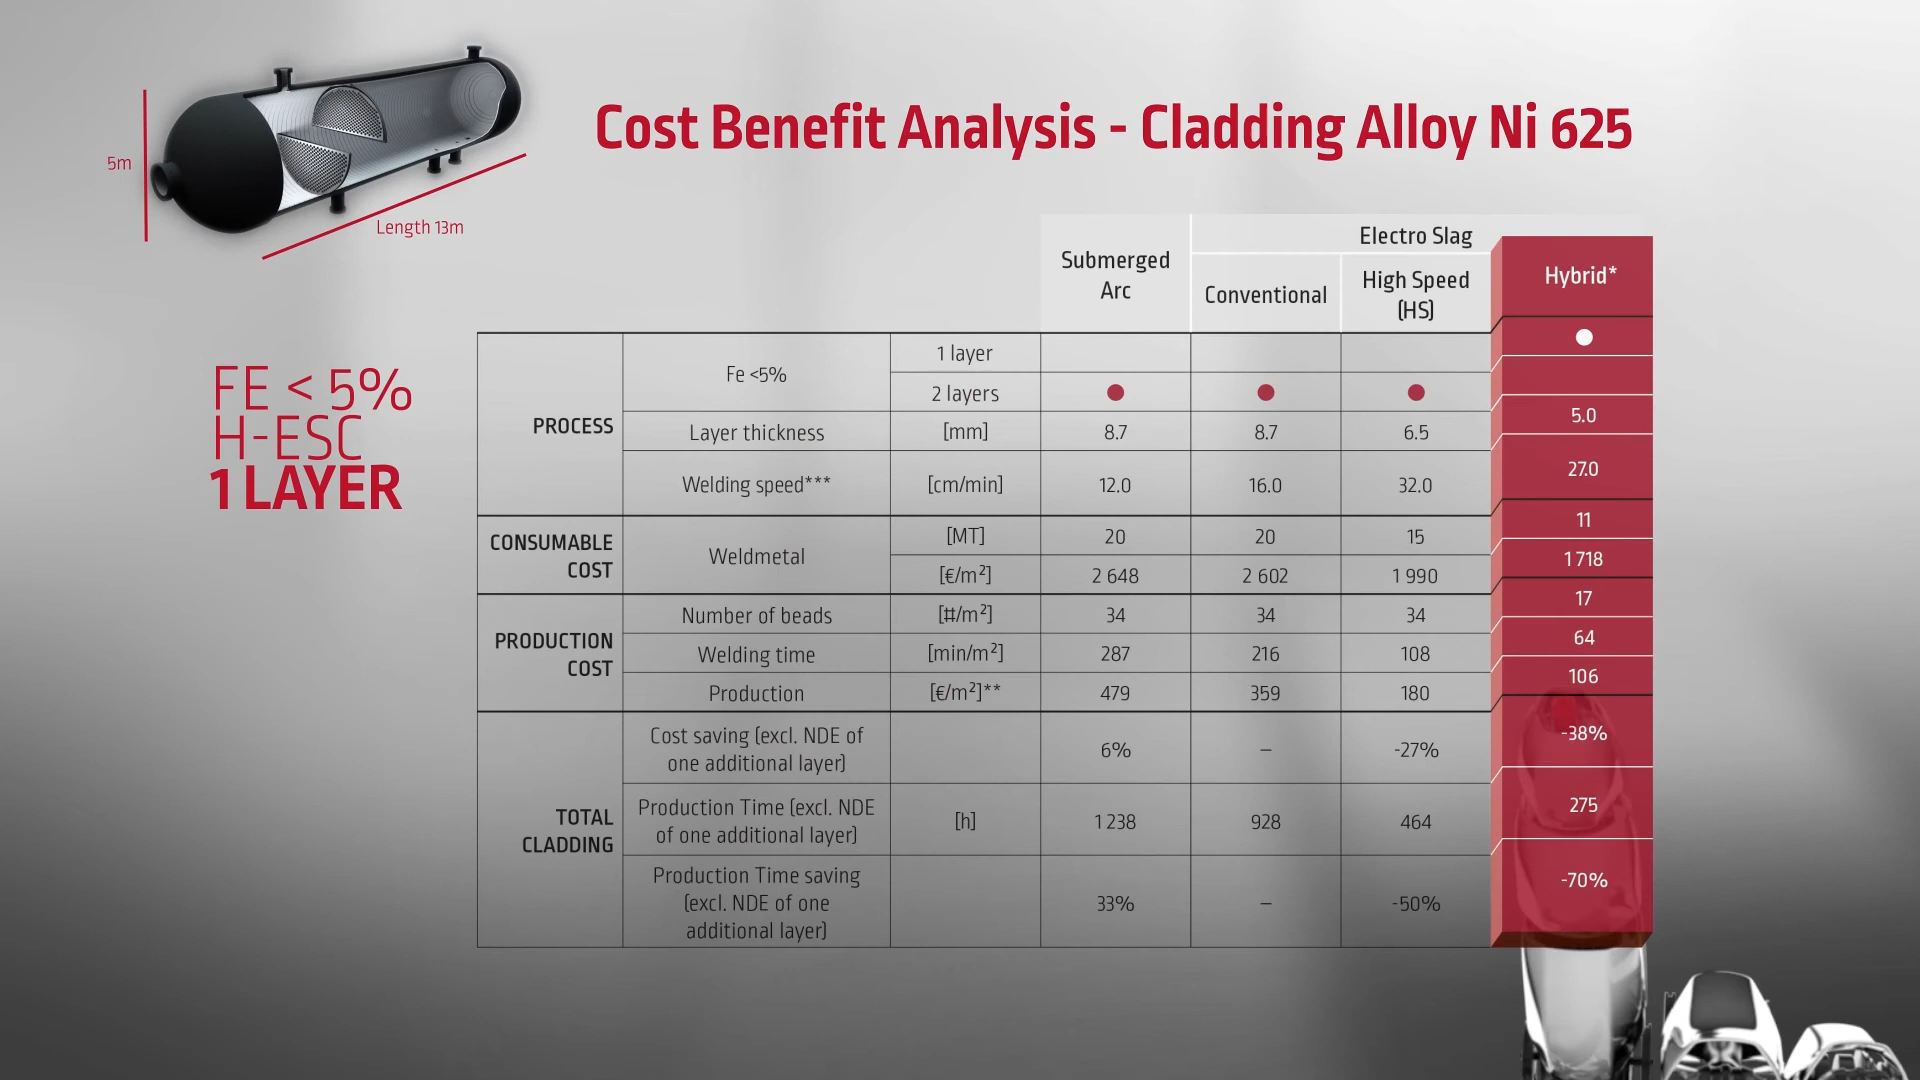 5m
Length 13m
Cost Benefit Analysis - Cladding Alloy Ni 625
FE < 5%
H-ESC
1 LAYER
Submerged
Arc
Electro Slag
Conventional
High Speed
(HS)
Hybrid*
PROCESS
Fe <5%
1 layer
2 layers
Layer thickness [mm] 8.7 8.7 6.5 5.0
Welding speed*** [cm/min] 12.0 16.0 32.0 27.0
CONSUMABLE
COST
Weldmetal
[MT] 20 20 15 11
[€/m²] 2 648 2 602 1 990 1 718
PRODUCTION
COST
Number of beads [#/m²] 34 34 34 17
Welding time [min/m²] 287 216 108 64
Production [€/m²]** 479 359 180 106
TOTAL
CLADDING
Cost saving (excl. NDE of
one additional layer)
6% – -27% -38%
Production Time (excl. NDE
of one additional layer)
[h] 1 238 928 464 275
Production Time saving
(excl. NDE of one
additional layer)
33% – -50% -70%